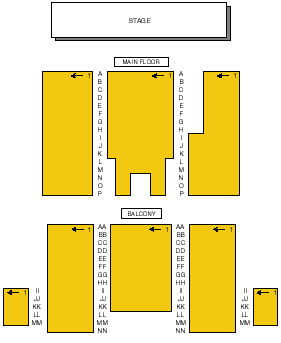 STAGE
MAIN FLOOR
1 A 1 A 1
B B
C C
D D
E E
F F
G G
H H
I I
J J
K K
L L
M M
N N
O O
P P
BALCONY
1 AA 1 AA 1
BB BB
CC CC
DD DD
EE EE
FF FF
GG GG
HH HH
1 II II II II 1
JJ JJ JJ JJ
KK KK KK KK
LL LL LL LL
MM MM MM MM
NN NN